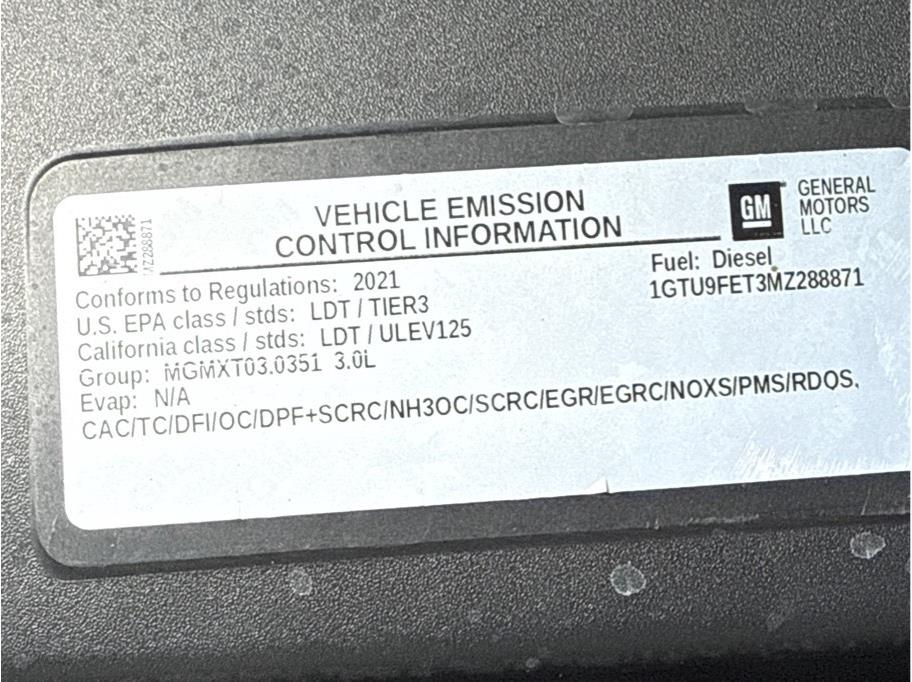 MZ288871
VEHICLE EMISSION
CONTROL INFORMATION
GM
GENERAL
MOTORS
LLC
Conforms to Regulations: 2021
U.S. EPA class / stds: LDT / TIER3
California class / stds: LDT / ULEV125
Group: MGMXT03.0351 3.0L
Evap: N/A
Fuel: Diesel
1GTU9FET3MZ288871
CAC/TC/DFI/OC/DPF+SCRC/NH3OC/SCRC/EGR/EGRC/NOXS/PMS/RDOS.